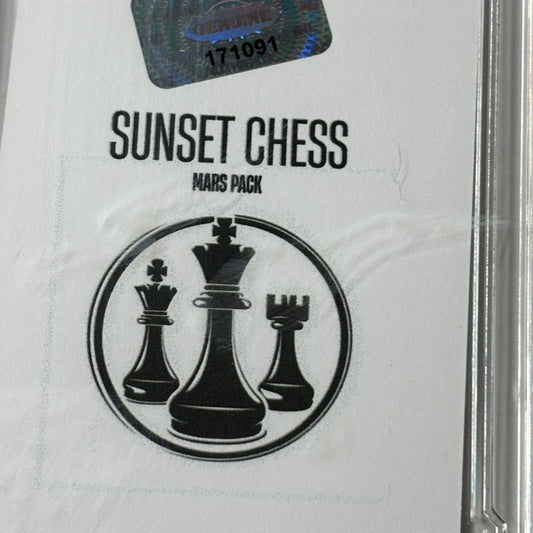 GENUINE
171091
SUNSET CHESS
MARS PACK